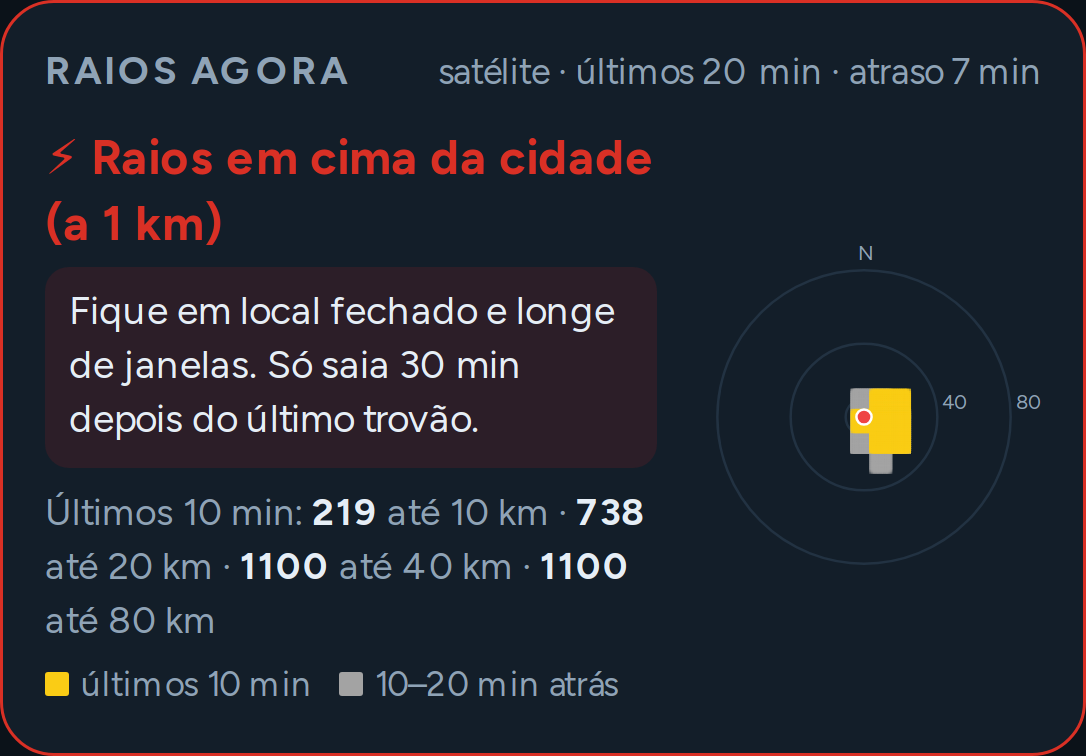 RAIOS AGORA satélite · últimos 20 min · atraso 7 min
⚡ Raios em cima da cidade
(a 1 km)
Fique em local fechado e longe
de janelas. Só saia 30 min
depois do último trovão.
Últimos 10 min: 219 até 10 km · 738
até 20 km · 1100 até 40 km · 1100
até 80 km
últimos 10 min 10–20 min atrás
N
40 80